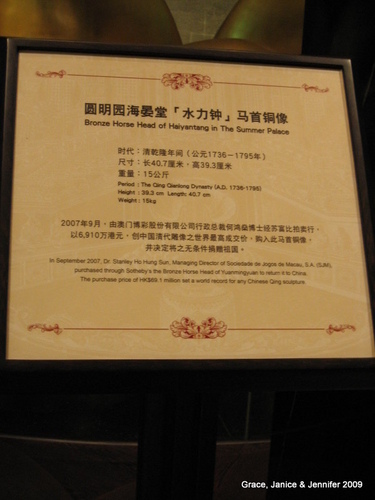 圆明园海晏堂「水力钟」马首铜像
Bronze Horse Head of Haiyantang in The Summer Palace
时代：清乾隆年间（公元1736－1795年）
尺寸：长40.7厘米，高39.3厘米
重量：15公斤
Period : The Qing Qianlong Dynasty (A.D. 1736-1795)
Height : 39.3 cm Length: 40.7 cm
Weight : 15kg
2007年9月，由澳门博彩股份有限公司行政总裁何鸿燊博士经苏富比拍卖行，
以6,910万港元，创中国清代雕像之世界最高成交价，购入此马首铜像，
并决定将之无条件捐赠祖国。
In September 2007, Dr. Stanley Ho Hung Sun, Managing Director of Sociedade de Jogos de Macau, S.A. (SJM),
purchased through Sotheby's the Bronze Horse Head of Yuanmingyuan to return it to China.
The purchase price of HK$69.1 million set a world record for any Chinese Qing sculpture.
Grace, Janice & Jennifer 2009